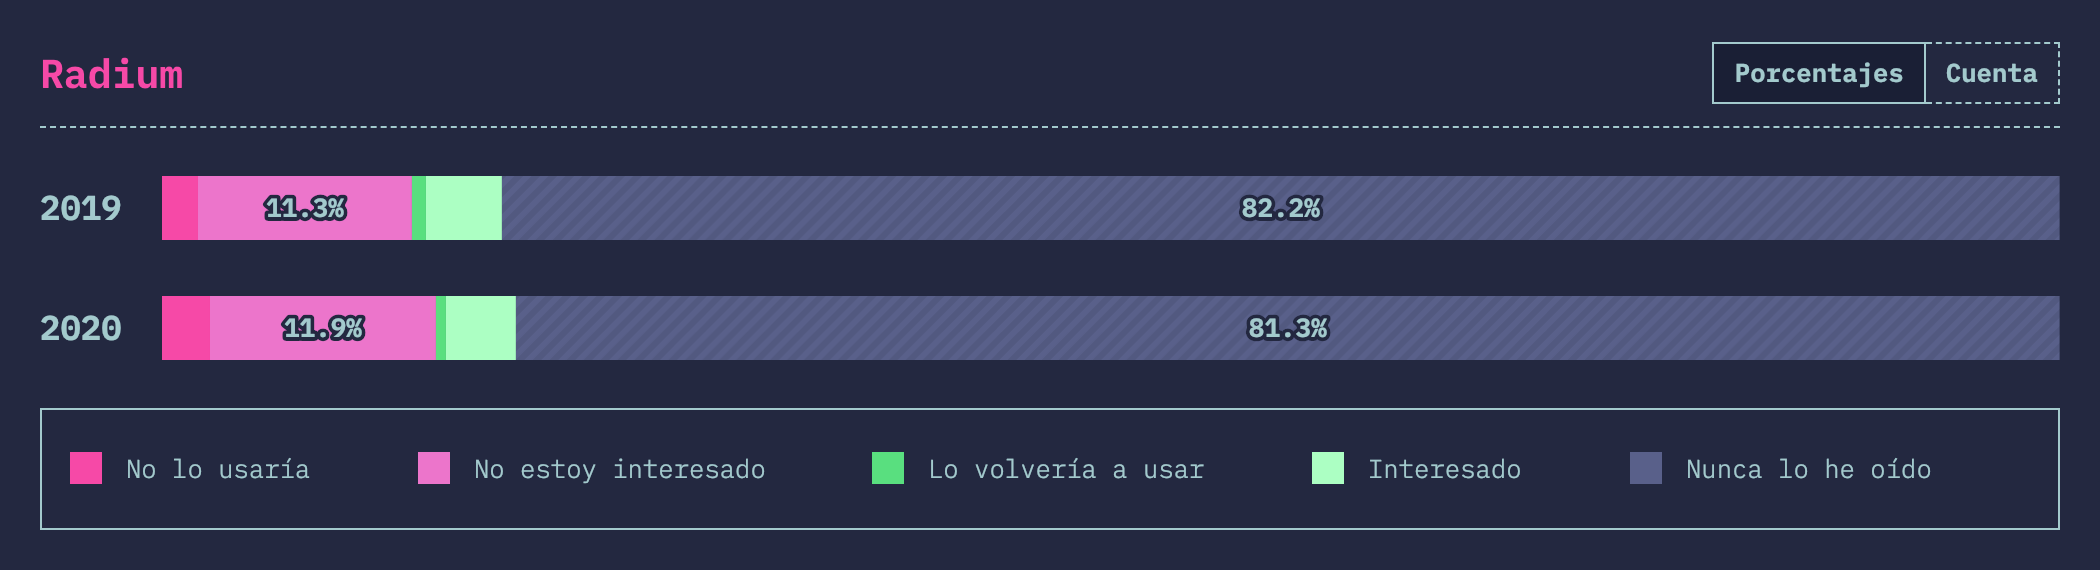 Radium
Porcentajes Cuenta
2019 11.3% 82.2%
2020 11.9% 81.3%
No lo usaría No estoy interesado Lo volvería a usar Interesado Nunca lo he oído